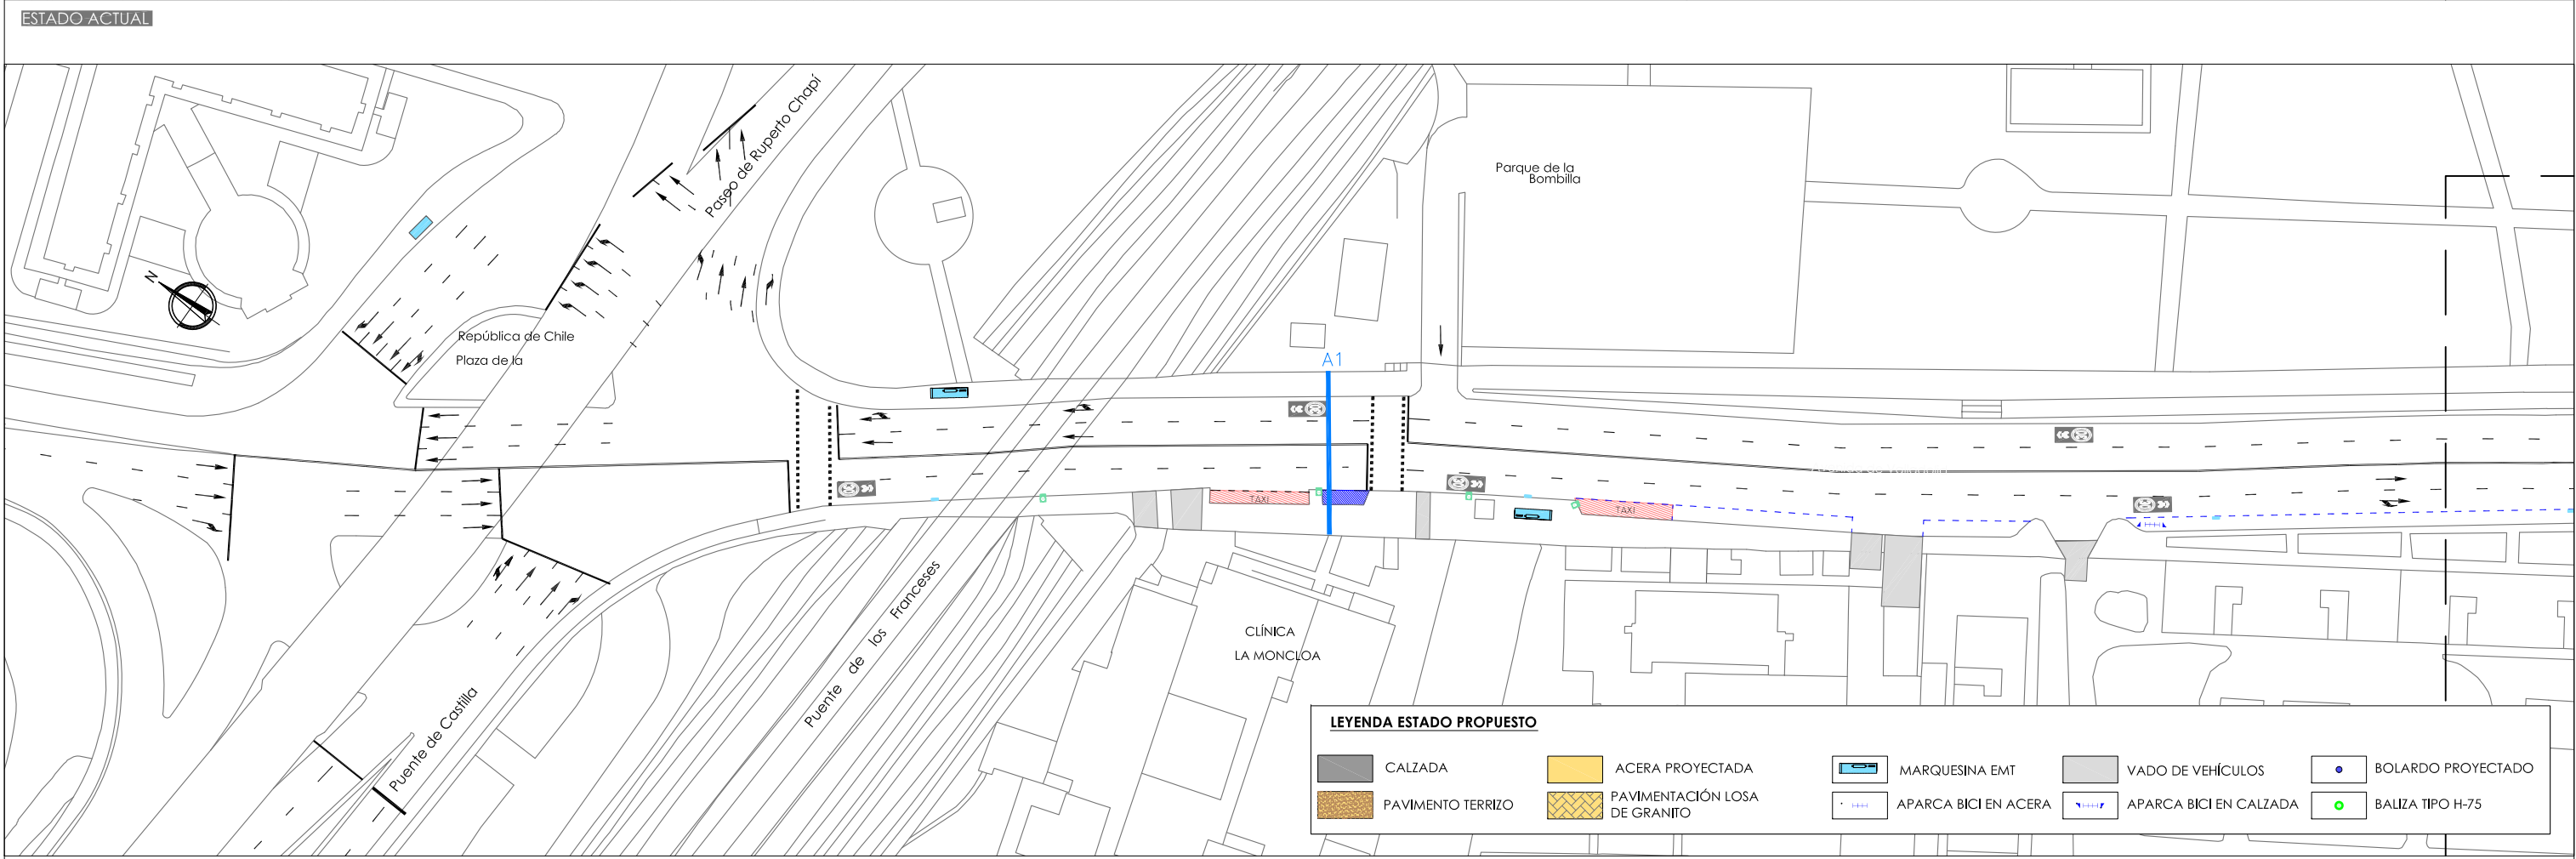 ESTADO ACTUAL
Paseo de Ruperto Chapí
Parque de la
Bombilla
N
República de Chile
Plaza de la
A1
TAXI
TAXI
Puente de los Franceses
CLÍNICA
LA MONCLOA
Puente de Castilla
LEYENDA ESTADO PROPUESTO
CALZADA
ACERA PROYECTADA
MARQUESINA EMT
VADO DE VEHÍCULOS
BOLARDO PROYECTADO
PAVIMENTO TERRIZO
PAVIMENTACIÓN LOSA
DE GRANITO
APARCA BICI EN ACERA
APARCA BICI EN CALZADA
BALIZA TIPO H-75